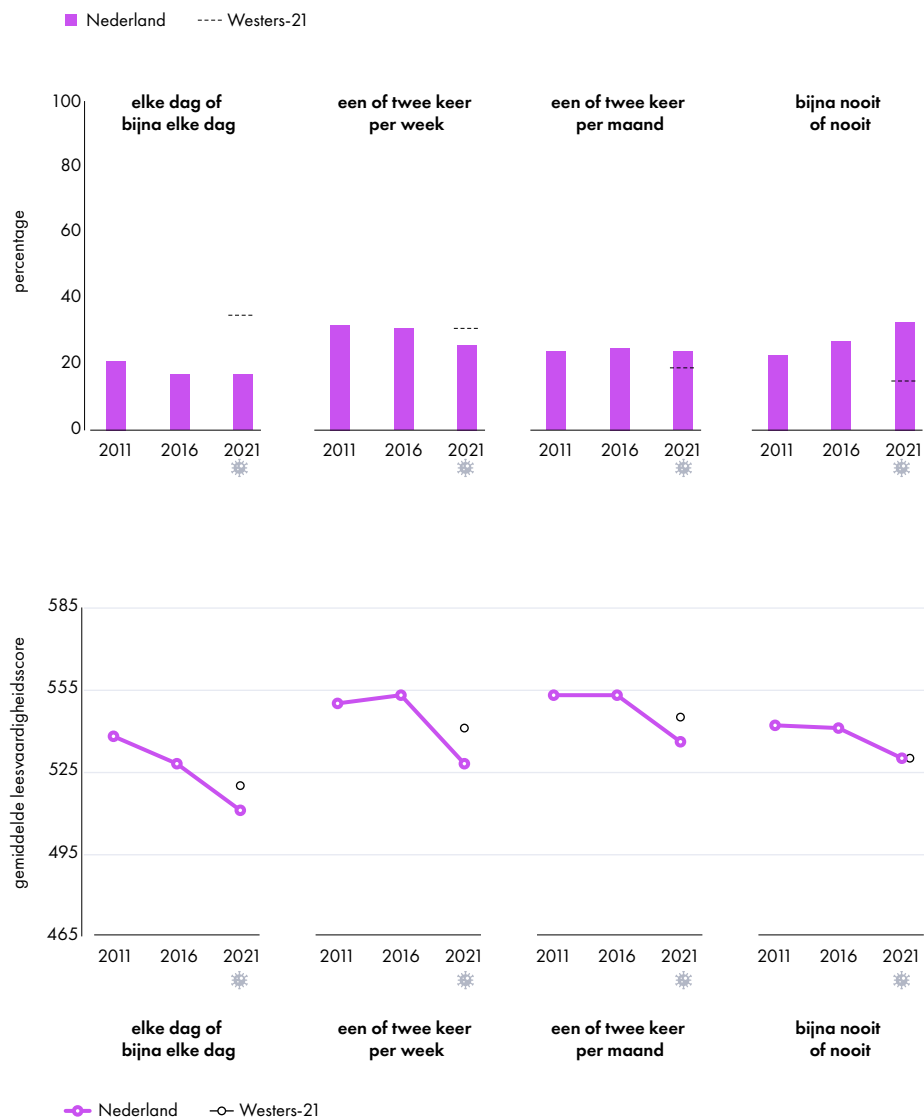 Nederland ---- Westers-21
elke dag of
bijna elke dag
een of twee keer
per week
een of twee keer
per maand
bijna nooit
of nooit
percentage
100
80
60
40
20
0
2011 2016 2021
2011 2016 2021
2011 2016 2021
2011 2016 2021
gemiddelde leesvaardigheidsscore
585
555
525
495
465
2011 2016 2021
2011 2016 2021
2011 2016 2021
2011 2016 2021
elke dag of
bijna elke dag
een of twee keer
per week
een of twee keer
per maand
bijna nooit
of nooit
Nederland Westers-21